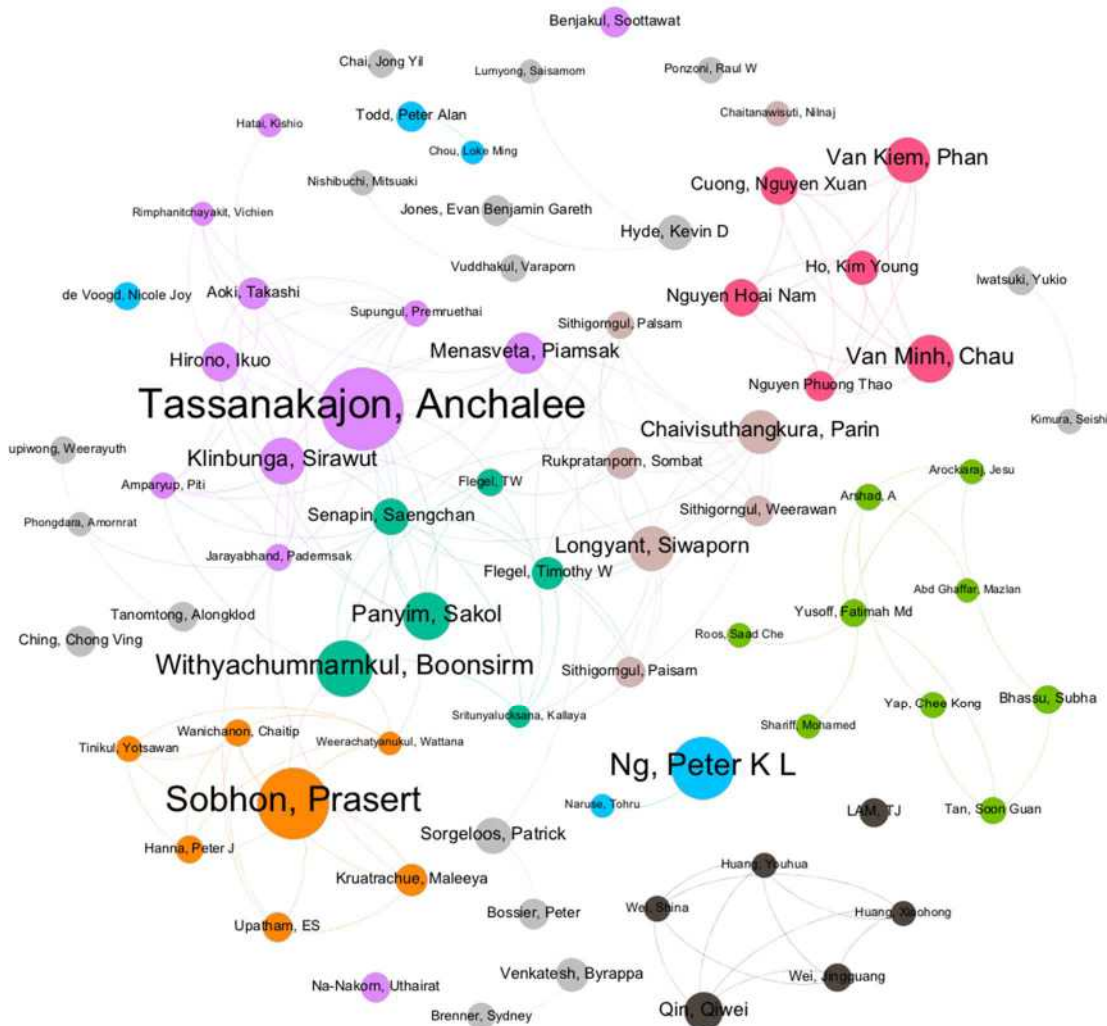 Benjakul, Soottawat
Chai, Jong Yil
Lumyong, Saisamorn
Ponzoni, Raul W
Todd, Peter Alan
Chaitanawisuti, Nilnaj
Hatai, Kishio
Chou, Loke Ming
Van Kiem, Phan
Nishibuchi, Mitsuaki
Cuong, Nguyen Xuan
Rimphanitchayakit, Vichien
Jones, Evan Benjamin Gareth
Hyde, Kevin D
Vuddhakul, Varaporn
Ho, Kim Young
Iwatsuki, Yukio
de Voogd, Nicole Joy
Aoki, Takashi
Nguyen Hoai Nam
Supungul, Premruethai
Sithigorngul, Paisarn
Hirono, Ikuo
Menasveta, Piamsak
Van Minh, Chau
Nguyen Phuong Thao
Tassanakajon, Anchalee
Kimura, Seishi
Chaivisuthangkura, Parin
upiwong, Weerayuth
Klinbunga, Sirawut
Rukpratanporn, Sombat
Arockiaraj, Jesu
Amparyup, Piti
Flegel, TW
Arshad, A
Phongdara, Amornrat
Senapin, Saengchan
Sithigorngul, Weerawan
Jarayabhand, Padermsak
Longyant, Siwaporn
Flegel, Timothy W
Abd Ghaffar, Mazlan
Tanomtong, Alongklod
Panyim, Sakol
Yusoff, Fatimah Md
Ching, Chong Ving
Roos, Saad Che
Withyachumnarnkul, Boonsirm
Sithigorngul, Paisarn
Yap, Chee Kong
Bhassu, Subha
Sritunyalucksana, Kallaya
Shariff, Mohamed
Wanichanon, Chaitip
Tinikul, Yotsawan
Weerachatyanukul, Wattana
Ng, Peter K L
Sobhon, Prasert
Naruse, Tohru
LAM, TJ
Tan, Soon Guan
Sorgeloos, Patrick
Hanna, Peter J
Huang, Youhua
Kruatrachue, Maleeya
Bossier, Peter
Wei, Shina
Huang, Xiaohong
Upatham, ES
Venkatesh, Byrappa
Wei, Jingguang
Na-Nakorn, Uthairat
Brenner, Sydney
Qin, Qiwei